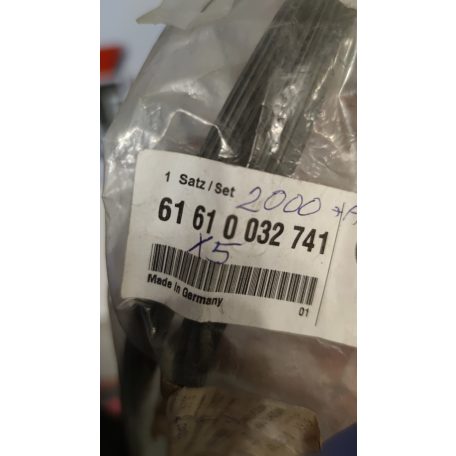 1 Satz / Set 2000
61 61 0 032 741
X5
Made in Germany
01